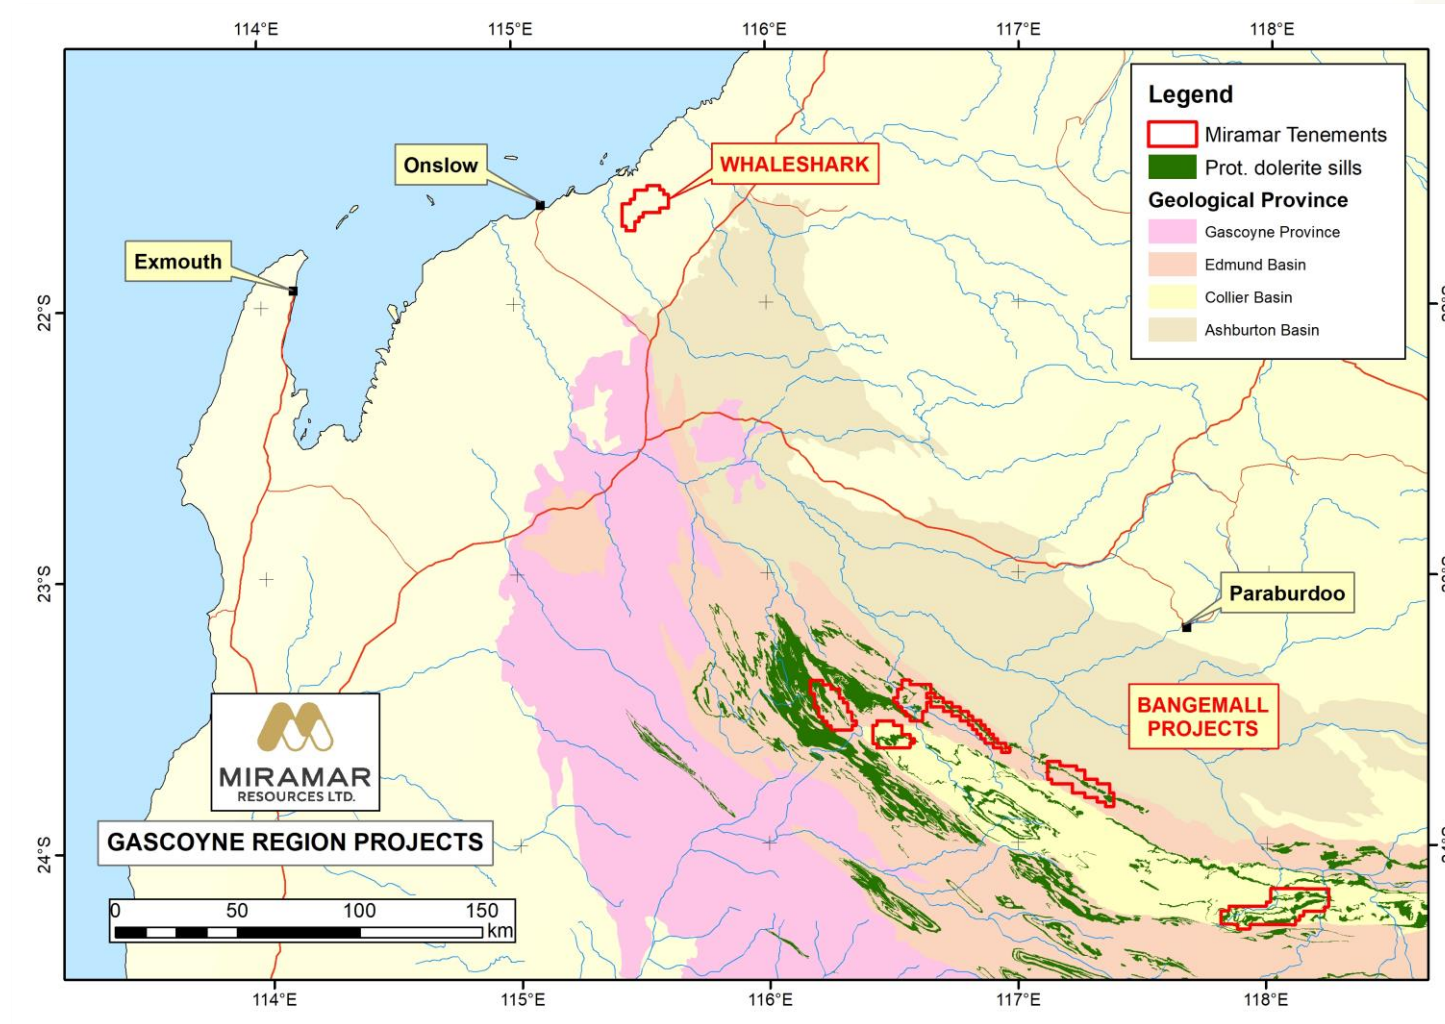 114°E
115°E
116°E
117°E
118°E
Legend
Miramar Tenements
Prot. dolerite sills
Geological Province
Gascoyne Province
Edmund Basin
Collier Basin
Ashburton Basin
Onslow
WHALESHARK
Exmouth
22°S
23°S
Paraburdoo
BANGEMALL
PROJECTS
MIRAMAR
RESOURCES LTD.
GASCOYNE REGION PROJECTS
24°S
0
50
100
150
km
114°E
115°E
116°E
117°E
118°E